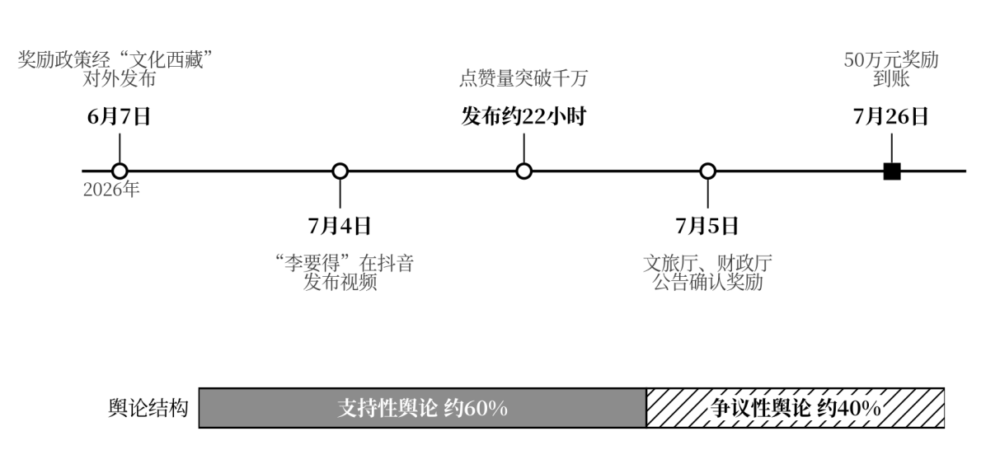 奖励政策经“文化西藏”
对外发布
6月7日
2026年
7月4日
“李要得”在抖音
发布视频
点赞量突破千万
发布约22小时
7月5日
文旅厅、财政厅
公告确认奖励
50万元奖励
到账
7月26日
舆论结构
支持性舆论 约60%
争议性舆论 约40%